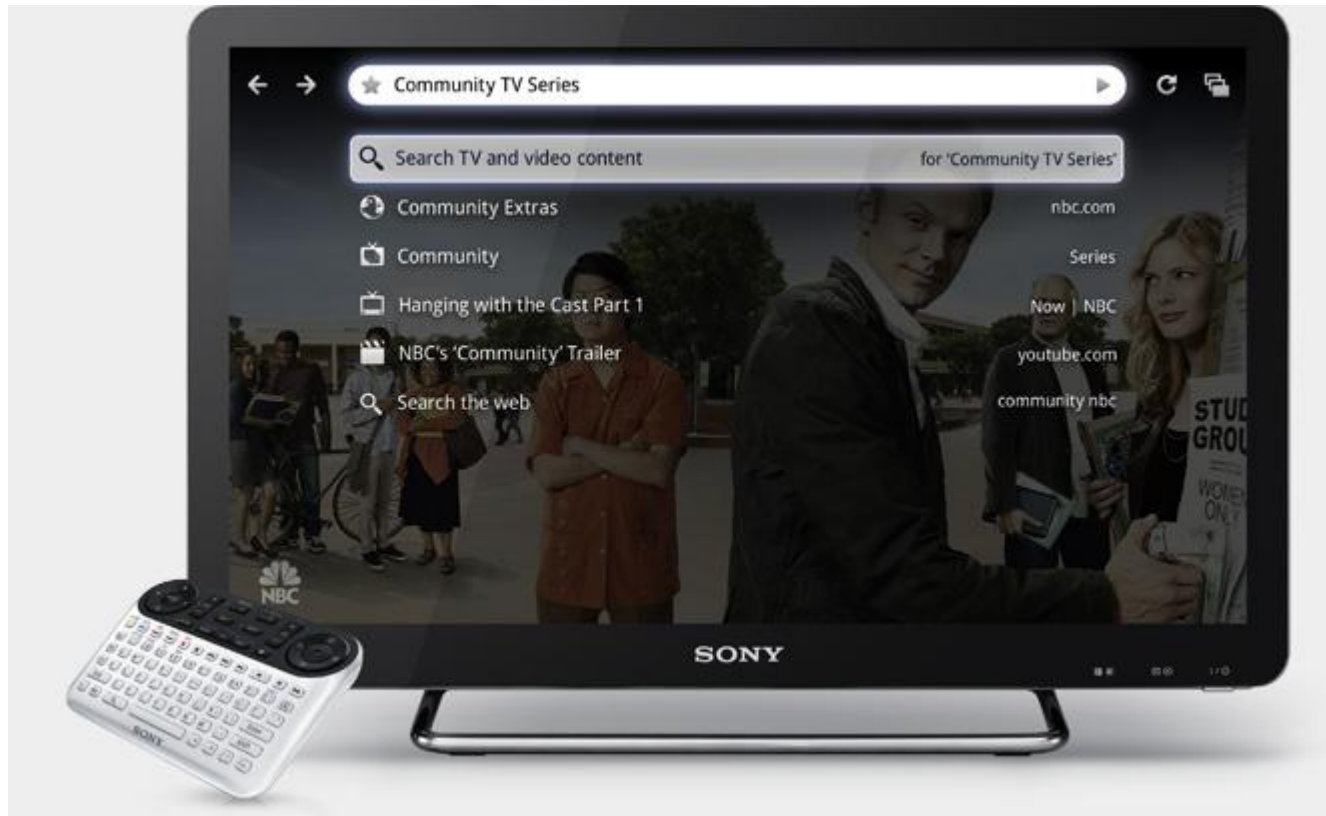 Community TV Series
Search TV and video content for 'Community TV Series'
Community Extras nbc.com
Community Series
Hanging with the Cast Part 1 Now | NBC
NBC's 'Community' Trailer youtube.com
Search the web community nbc
STUD
GROU
WOMEN
ONLY
NBC
SONY
SONY